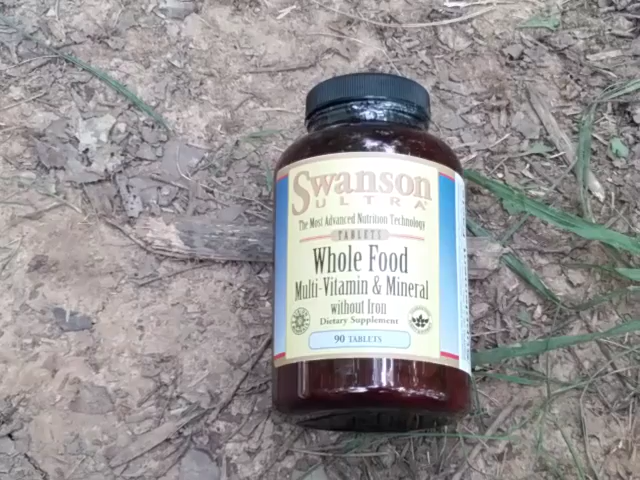 Swanson
ULTRA®
The Most Advanced Nutrition Technology
TABLETS
Whole Food
Multi-Vitamin & Mineral
without Iron
Dietary Supplement
90 TABLETS